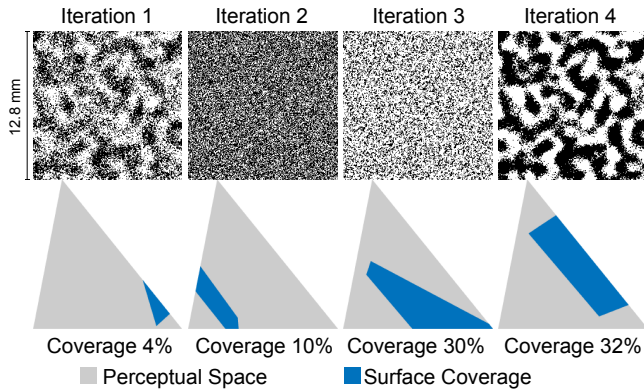 Iteration 1 Iteration 2 Iteration 3 Iteration 4
12.8 mm
Coverage 4% Coverage 10% Coverage 30% Coverage 32%
Perceptual Space Surface Coverage